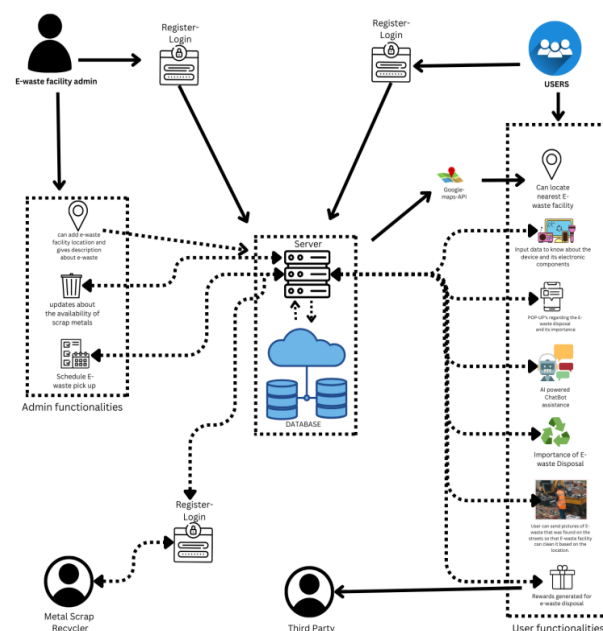 Register-
Login
Register-
Login
E-waste facility admin
USERS
Google-
maps-API
Can locate
nearest E-
waste facility
can add e-waste
facility location and
gives description
about e-waste
Server
Input data to know about the
device and its electronic
components
updates about
the availability of
scrap metals
POP-UP's regarding the E-
waste disposal
and its importance
Schedule E-
waste pick up
Admin functionalities
AI powered
ChatBot
assistance
DATABASE
Importance of E-
waste Disposal
Register-
Login
User can send pictures of E-
waste that was found on the
streets so that E-waste facility
can clean it based on the
location.
Metal Scrap
Recycler
Third Party
Rewards generated for
e-waste disposal
User functionalities